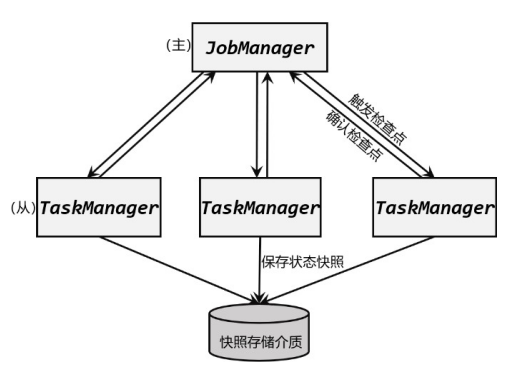 (主) JobManager
触发检查点
确认检查点
(从) TaskManager TaskManager TaskManager
保存状态快照
快照存储介质